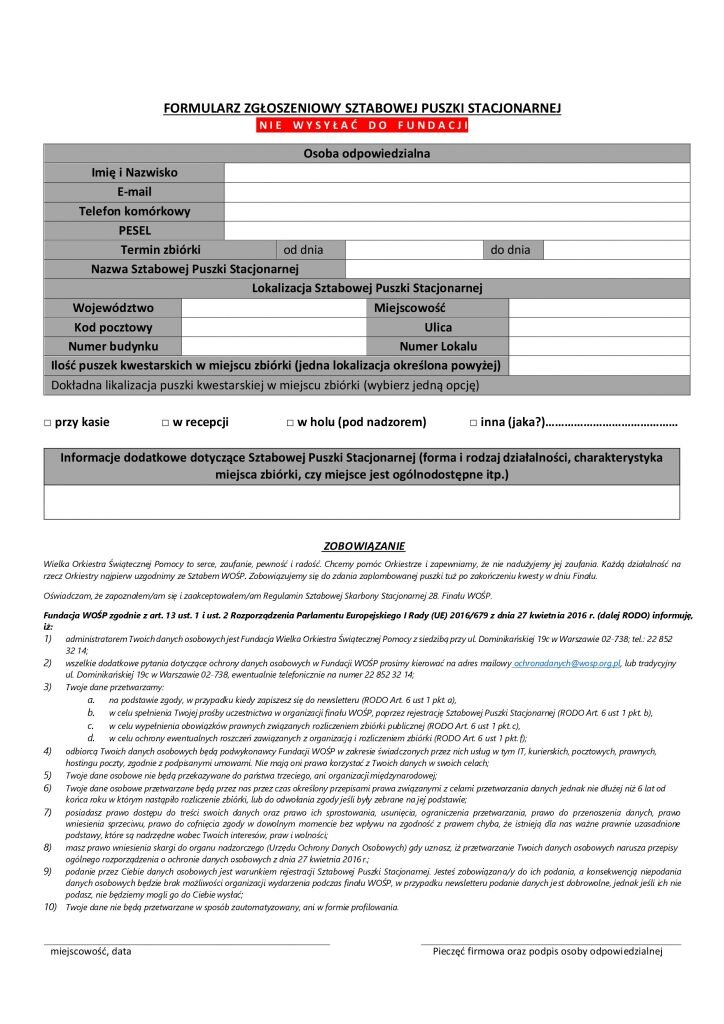 FORMULARZ ZGŁOSZENIOWY SZTABOWEJ PUSZKI STACJONARNEJ
NIE WYSYŁAĆ DO FUNDACJI
Osoba odpowiedzialna
Imię i Nazwisko
E-mail
Telefon komórkowy
PESEL
Termin zbiórki od dnia do dnia
Nazwa Sztabowej Puszki Stacjonarnej
Lokalizacja Sztabowej Puszki Stacjonarnej
Województwo Miejscowość
Kod pocztowy Ulica
Numer budynku Numer Lokalu
Ilość puszek kwestarskich w miejscu zbiórki (jedna lokalizacja określona powyżej)
Dokładna likalizacja puszki kwestarskiej w miejscu zbiórki (wybierz jedną opcję)
□ przy kasie □ w recepcji □ w holu (pod nadzorem) □ inna (jaka?)……………………………………
Informacje dodatkowe dotyczące Sztabowej Puszki Stacjonarnej (forma i rodzaj działalności, charakterystyka
miejsca zbiórki, czy miejsce jest ogólnodostępne itp.)
ZOBOWIĄZANIE
Wielka Orkiestra Świątecznej Pomocy to serce, zaufanie, pewność i radość. Chcemy pomóc Orkiestrze i zapewniamy, że nie nadużyjemy jej zaufania. Każdą działalność na
rzecz Orkiestry najpierw uzgodnimy ze Sztabem WOŚP. Zobowiązujemy się do zdania zaplombowanej puszki tuż po zakończeniu kwesty w dniu Finału.
Oświadczam, że zapoznałem/am się i zaakceptowałem/am Regulamin Sztabowej Skarbony Stacjonarnej 28. Finału WOŚP.
Fundacja WOŚP zgodnie z art. 13 ust. 1 i ust. 2 Rozporządzenia Parlamentu Europejskiego I Rady (UE) 2016/679 z dnia 27 kwietnia 2016 r. (dalej RODO) informuję,
iż:
1) administratorem Twoich danych osobowych jest Fundacja Wielka Orkiestra Świątecznej Pomocy z siedzibą przy ul. Dominikańskiej 19c w Warszawie 02-738; tel.: 22 852
32 14;
2) wszelkie dodatkowe pytania dotyczące ochrony danych osobowych w Fundacji WOŚP prosimy kierować na adres mailowy ochronadanych@wosp.org.pl, lub tradycyjny
ul. Dominikańskiej 19c w Warszawie 02-738, ewentualnie telefonicznie na numer 22 852 32 14;
3) Twoje dane przetwarzamy:
a. na podstawie zgody, w przypadku kiedy zapiszesz się do newsletteru (RODO Art. 6 ust 1 pkt. a),
b. w celu spełnienia Twojej prośby uczestnictwa w organizacji finału WOŚP, poprzez rejestrację Sztabowej Puszki Stacjonarnej (RODO Art. 6 ust 1 pkt. b),
c. w celu wypełnienia obowiązków prawnych związanych rozliczeniem zbiórki publicznej (RODO Art. 6 ust 1 pkt.c),
d. w celu ochrony ewentualnych roszczeń związanych z organizacją i rozliczeniem zbiórki (RODO Art. 6 ust 1 pkt.f);
4) odbiorcą Twoich danych osobowych będą podwykonawcy Fundacji WOŚP w zakresie świadczonych przez nich usług w tym IT, kurierskich, pocztowych, prawnych,
hostingu poczty, zgodnie z podpisanymi umowami. Nie mają oni prawa korzystać z Twoich danych w swoich celach;
5) Twoje dane osobowe nie będą przekazywane do państwa trzeciego, ani organizacji międzynarodowej;
6) Twoje dane osobowe przetwarzane będą przez nas przez czas określony przepisami prawa związanymi z celami przetwarzania danych jednak nie dłużej niż 6 lat od
końca roku w którym nastąpiło rozliczenie zbiórki, lub do odwołania zgody jeśli były zebrane na jej podstawie;
7) posiadasz prawo dostępu do treści swoich danych oraz prawo ich sprostowania, usunięcia, ograniczenia przetwarzania, prawo do przenoszenia danych, prawo
wniesienia sprzeciwu, prawo do cofnięcia zgody w dowolnym momencie bez wpływu na zgodność z prawem chyba, że istnieją dla nas ważne prawnie uzasadnione
podstawy, które są nadrzędne wobec Twoich interesów, praw i wolności;
8) masz prawo wniesienia skargi do organu nadzorczego (Urzędu Ochrony Danych Osobowych) gdy uznasz, iż przetwarzanie Twoich danych osobowych narusza przepisy
ogólnego rozporządzenia o ochronie danych osobowych z dnia 27 kwietnia 2016 r.;
9) podanie przez Ciebie danych osobowych jest warunkiem rejestracji Sztabowej Puszki Stacjonarnej. Jesteś zobowiązana/y do ich podania, a konsekwencją niepodania
danych osobowych będzie brak możliwości organizacji wydarzenia podczas finału WOŚP, w przypadku newsletteru podanie danych jest dobrowolne, jednak jeśli ich nie
podasz, nie będziemy mogli go do Ciebie wysłać;
10) Twoje dane nie będą przetwarzane w sposób zautomatyzowany, ani w formie profilowania.
miejscowość, data Pieczęć firmowa oraz podpis osoby odpowiedzialnej